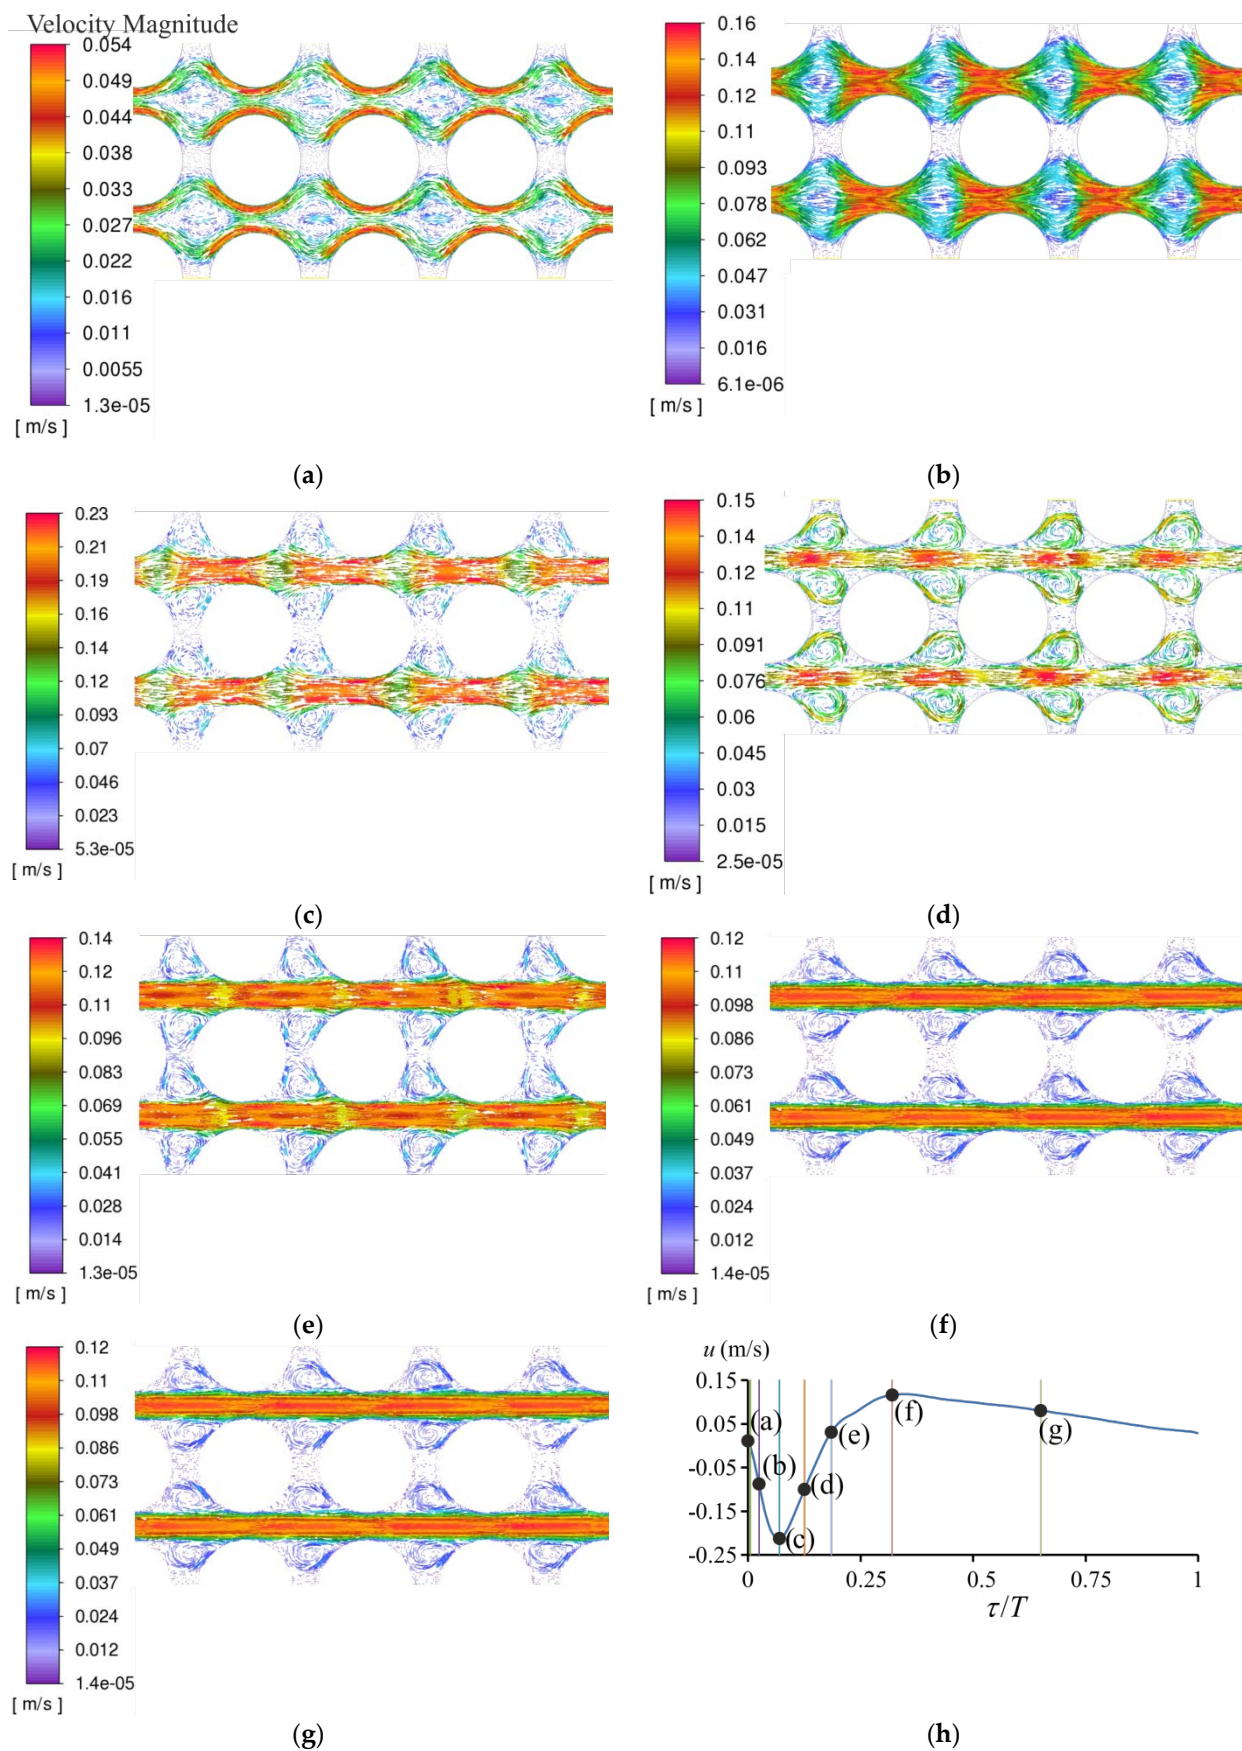 Velocity Magnitude
0.054
0.049
0.044
0.038
0.033
0.027
0.022
0.016
0.011
0.0055
1.3e-05
[ m/s ]
(a)
0.16
0.14
0.12
0.11
0.093
0.078
0.062
0.047
0.031
0.016
6.1e-06
[ m/s ]
(b)
0.23
0.21
0.19
0.16
0.14
0.12
0.093
0.07
0.046
0.023
5.3e-05
[ m/s ]
(c)
0.15
0.13
0.12
0.11
0.091
0.076
0.06
0.045
0.03
0.015
2.5e-05
[ m/s ]
(d)
0.14
0.12
0.11
0.096
0.083
0.069
0.055
0.041
0.028
0.014
1.3e-05
[ m/s ]
(e)
0.12
0.11
0.098
0.086
0.073
0.061
0.049
0.037
0.024
0.012
1.4e-05
[ m/s ]
(f)
0.12
0.11
0.098
0.086
0.073
0.061
0.049
0.037
0.024
0.012
1.4e-05
[ m/s ]
(g)
u (m/s)
0.15
0.05
-0.05
-0.15
-0.25
(a)
(b)
(c)
(d)
(e)
(f)
(g)
0 0.25 0.5 0.75 1
τ/T
(h)